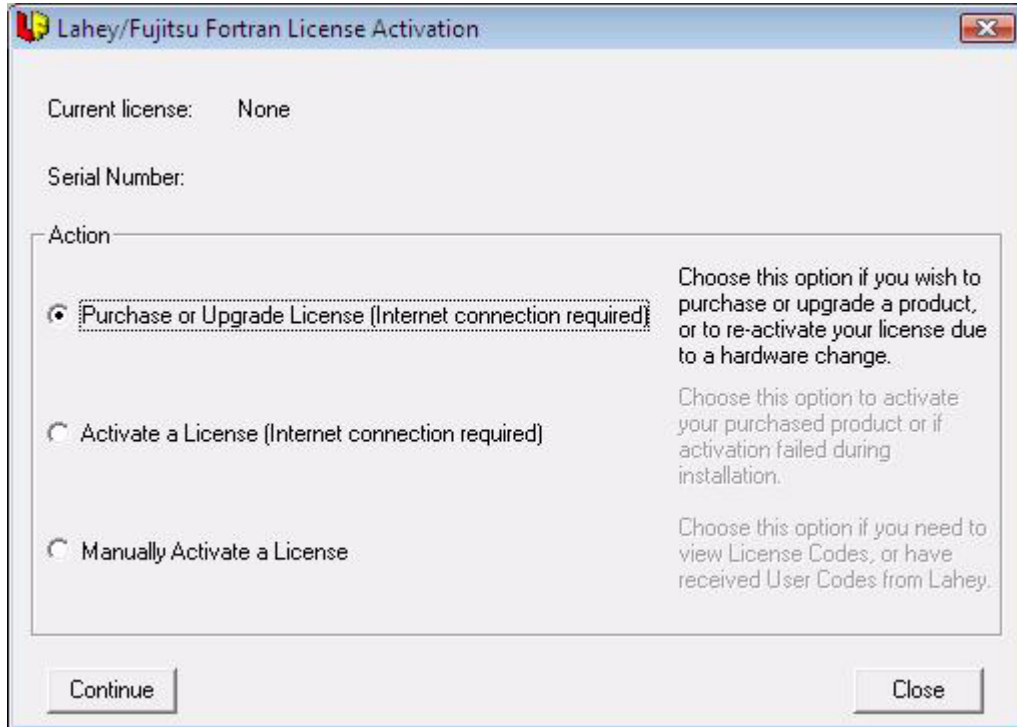 Lahey/Fujitsu Fortran License Activation
Current license: None
Serial Number:
Action
Purchase or Upgrade License (Internet connection required)
Choose this option if you wish to
purchase or upgrade a product,
or to re-activate your license due
to a hardware change.
Activate a License (Internet connection required)
Choose this option to activate
your purchased product or if
activation failed during
installation.
Manually Activate a License
Choose this option if you need to
view License Codes, or have
received User Codes from Lahey.
Continue
Close